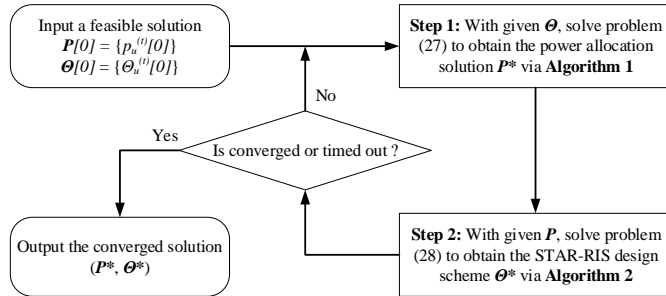 Input a feasible solution
P[0] = {p_u^(t)[0]}
Θ[0] = {Θ_u^(t)[0]}
Step 1: With given Θ, solve problem
(27) to obtain the power allocation
solution P* via Algorithm 1
No
Yes
Is converged or timed out ?
Output the converged solution
(P*, Θ*)
Step 2: With given P, solve problem
(28) to obtain the STAR-RIS design
scheme Θ* via Algorithm 2